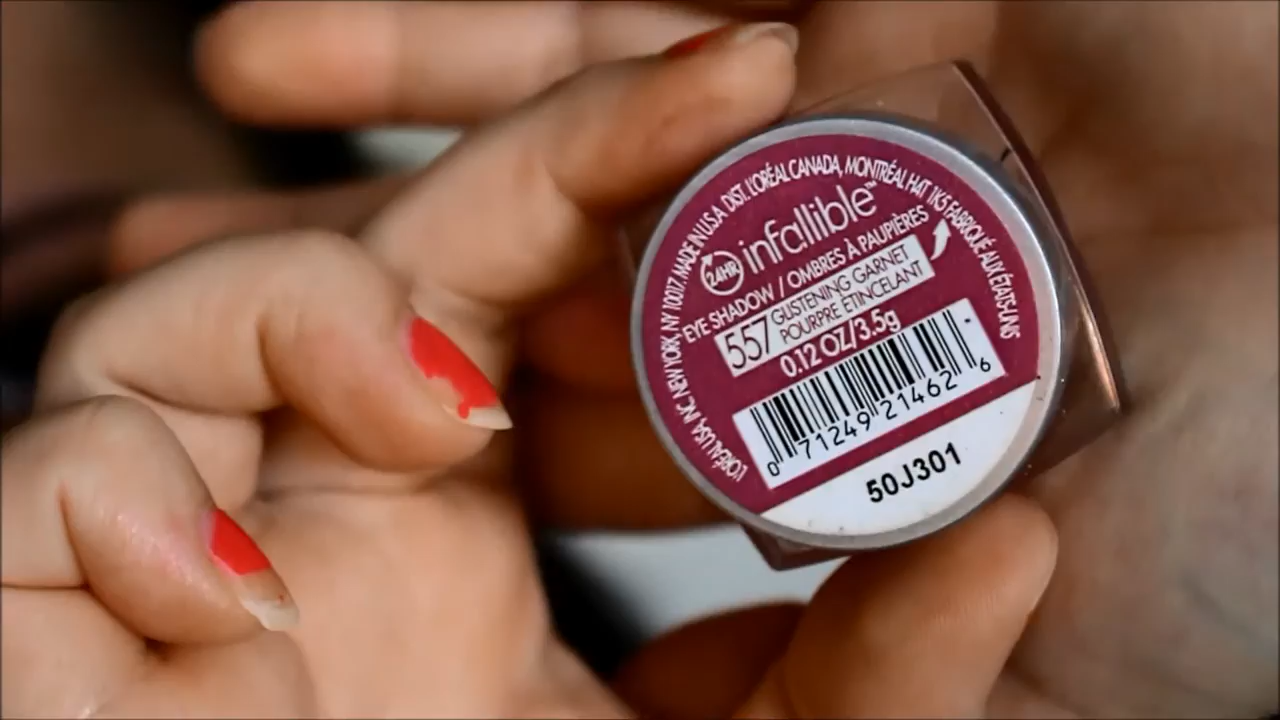 L'ORÉAL USA, INC. NEW YORK, NY 10017. MADE IN U.S.A. DIST. L'ORÉAL CANADA, MONTRÉAL H4T 1K5 FABRIQUÉ AUX ÉTATS-UNIS
24HR infallible™
EYE SHADOW / OMBRES À PAUPIÈRES
557 GLISTENING GARNET
POURPRE ÉTINCELANT
0.12 OZ/3.5g
0 71249 21462 6
50J301